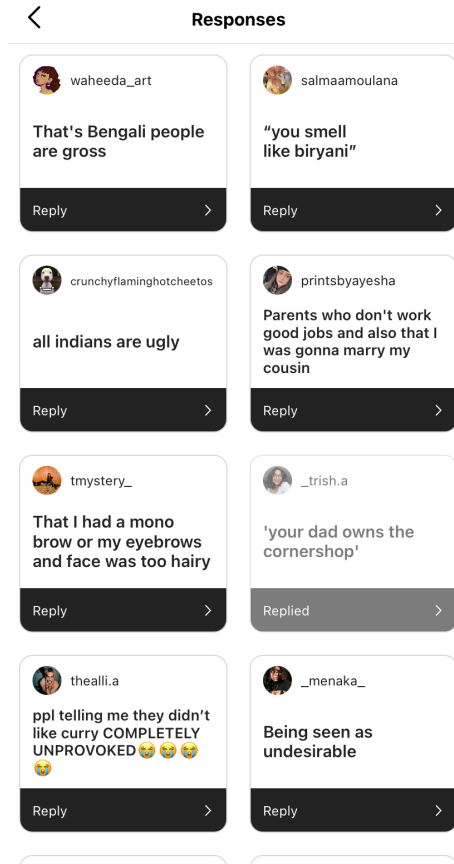 Responses
waheeda_art
That's Bengali people
are gross
Reply
salmaamoulana
“you smell
like biryani”
Reply
crunchyflaminghotcheetos
all indians are ugly
Reply
printsbyayesha
Parents who don't work
good jobs and also that I
was gonna marry my
cousin
Reply
tmystery_
That I had a mono
brow or my eyebrows
and face was too hairy
Reply
_trish.a
'your dad owns the
cornershop'
Replied
thealli.a
ppl telling me they didn’t
like curry COMPLETELY
UNPROVOKED😭😭😭
😭
Reply
_menaka_
Being seen as
undesirable
Reply